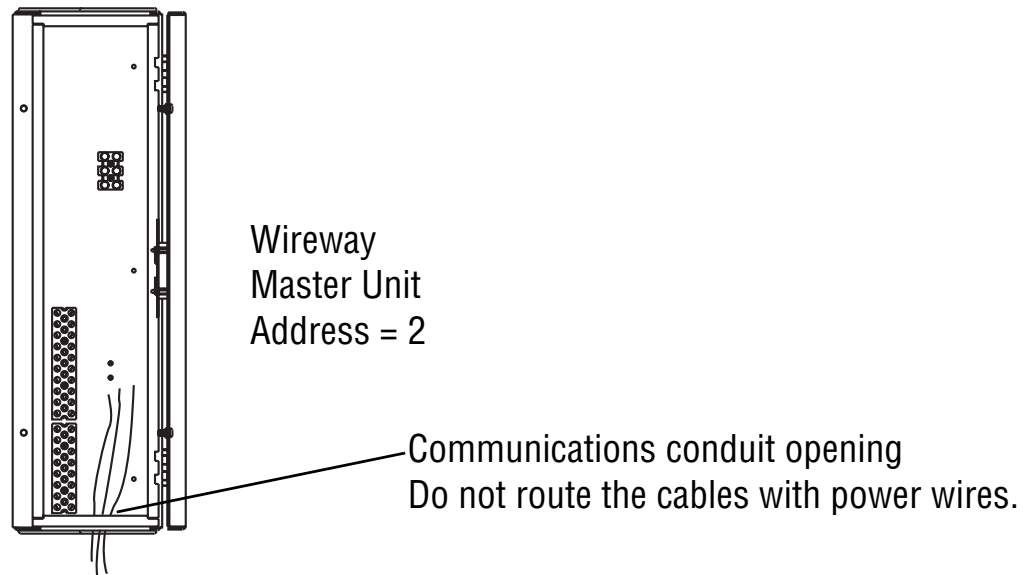 Wireway
Master Unit
Address = 2
Communications conduit opening
Do not route the cables with power wires.